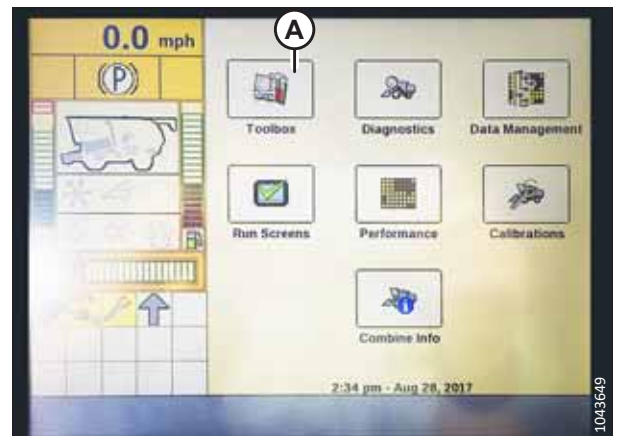 0.0 mph
A
(P)
Toolbox
Diagnostics
Data Management
Run Screens
Performance
Calibrations
Combine Info
2:34 pm - Aug 28, 2017
1043649